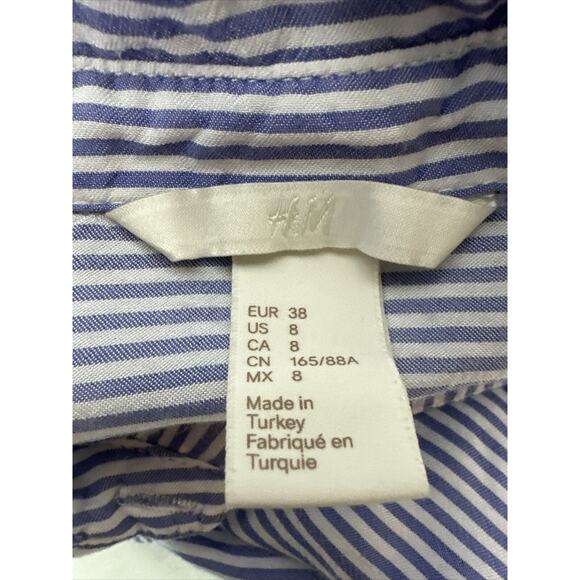 H&M
EUR 38
US 8
CA 8
CN 165/88A
MX 8
Made in
Turkey
Fabriqué en
Turquie